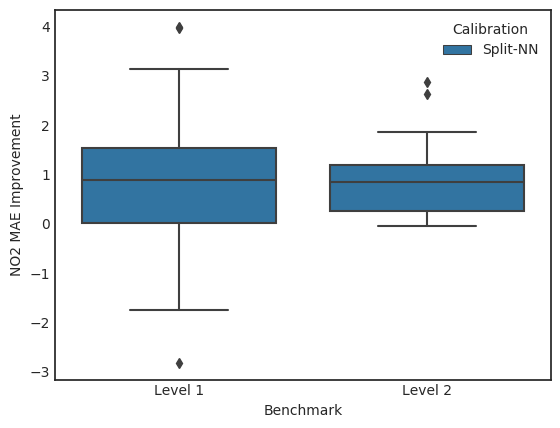 4
3
2
1
0
−1
−2
−3
NO2 MAE Improvement
Calibration
Split-NN
Level 1
Level 2
Benchmark